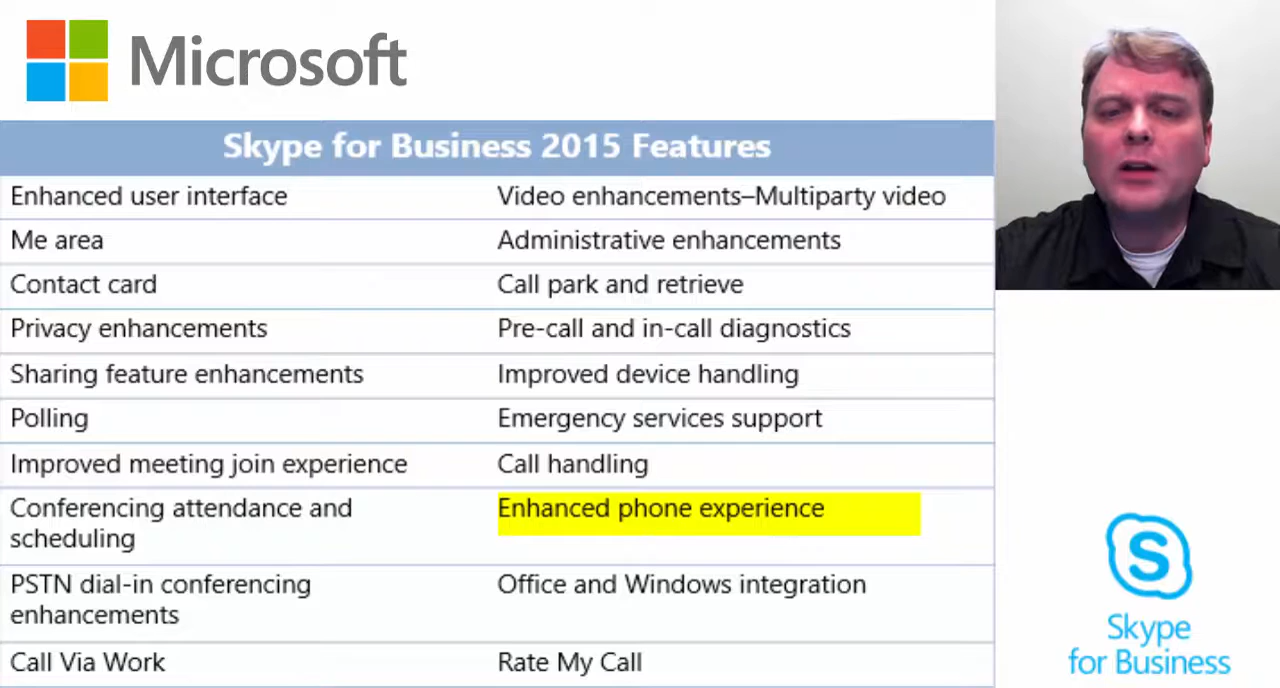 Microsoft
Skype for Business 2015 Features
Enhanced user interface
Video enhancements–Multiparty video
Me area
Administrative enhancements
Contact card
Call park and retrieve
Privacy enhancements
Pre-call and in-call diagnostics
Sharing feature enhancements
Improved device handling
Polling
Emergency services support
Improved meeting join experience
Call handling
Conferencing attendance and
scheduling
Enhanced phone experience
PSTN dial-in conferencing
enhancements
Office and Windows integration
Call Via Work
Rate My Call
S
Skype
for Business